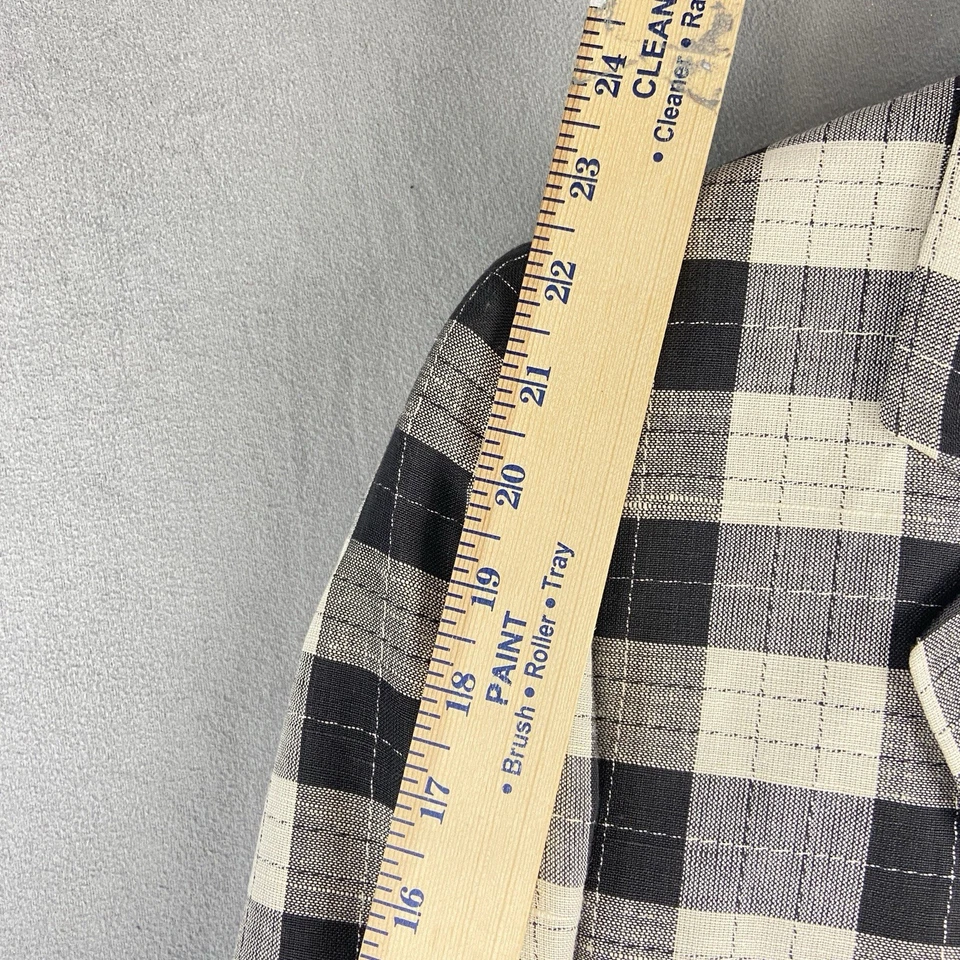 24
23
22
21
20
19
18
17
16
CLEAN
• Cleaner • Ra
PAINT
• Brush • Roller • Tray